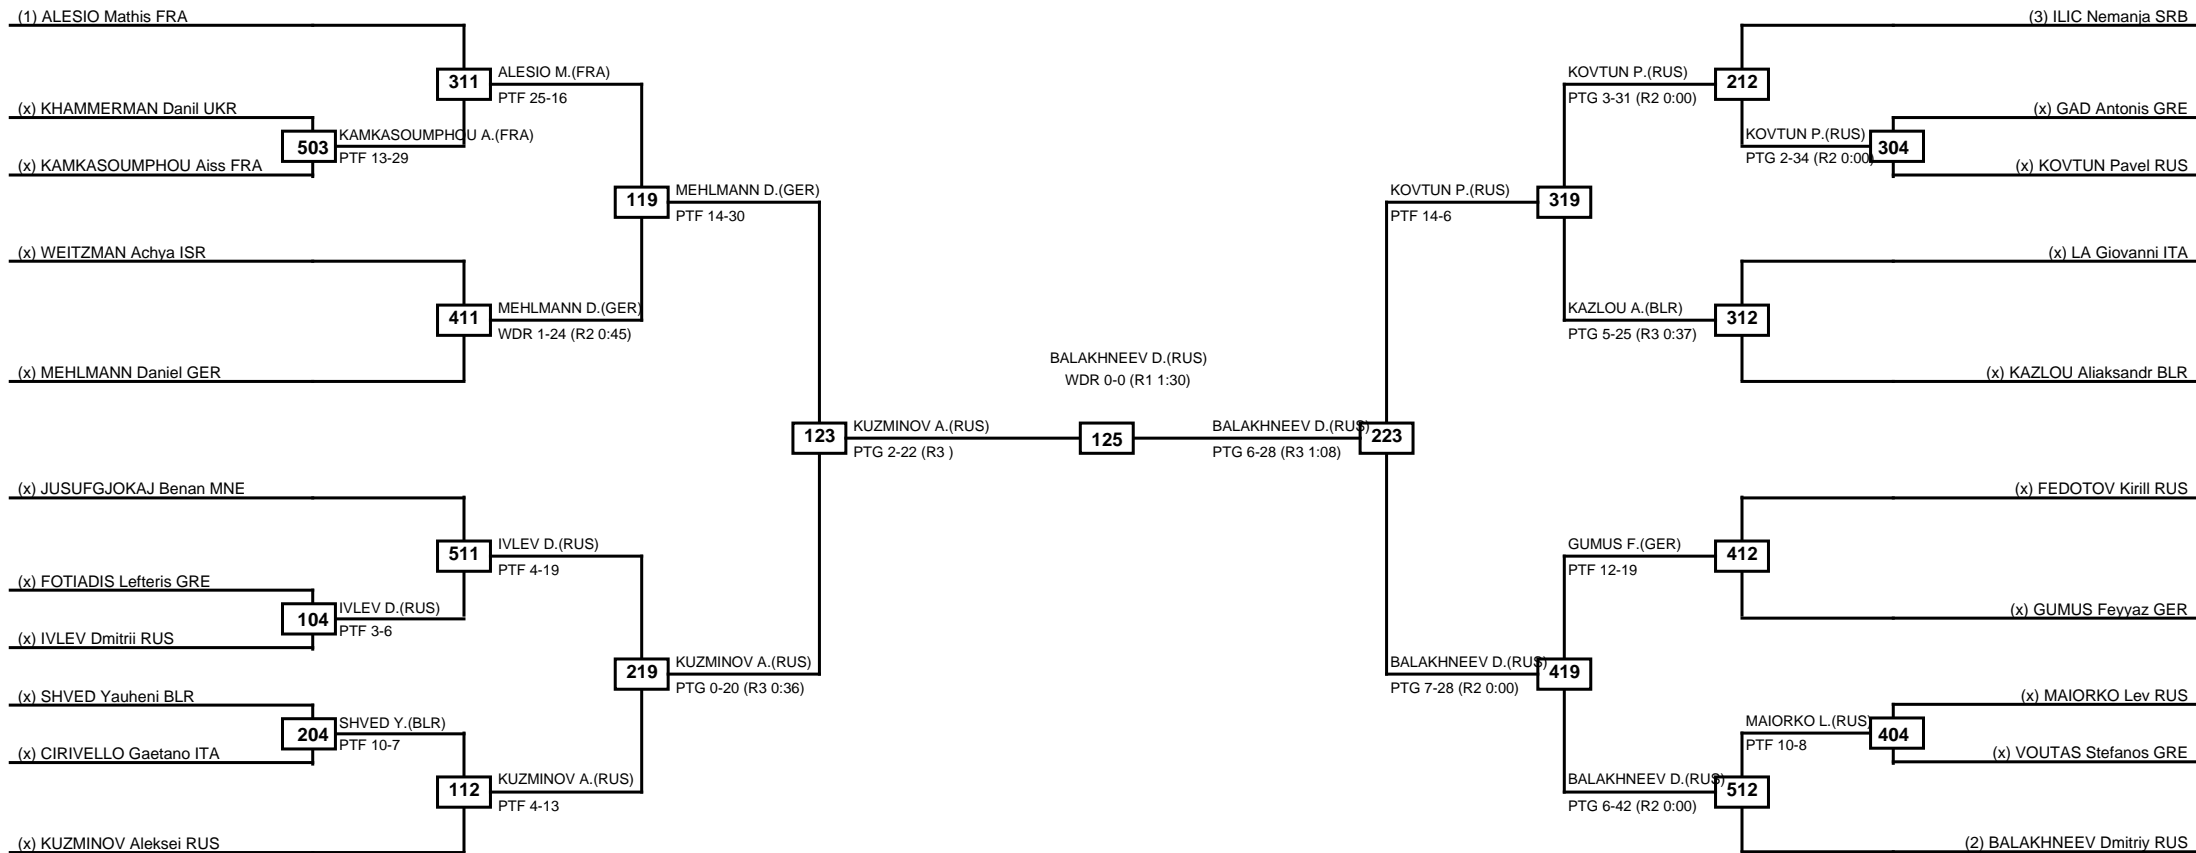 (1) ALESIO Mathis FRA
(3) ILIC Nemanja SRB
311
ALESIO M.(FRA)
PTF 25-16
KOVTUN P.(RUS)
PTG 3-31 (R2 0:00)
212
(x) KHAMMERMAN Danil UKR
503
KAMKASOUMPHOU A.(FRA)
PTF 13-29
(x) KAMKASOUMPHOU Aiss FRA
(x) GAD Antonis GRE
KOVTUN P.(RUS)
PTG 2-34 (R2 0:00)
304
(x) KOVTUN Pavel RUS
119
MEHLMANN D.(GER)
PTF 14-30
KOVTUN P.(RUS)
PTF 14-6
319
(x) WEITZMAN Achya ISR
(x) LA Giovanni ITA
411
MEHLMANN D.(GER)
WDR 1-24 (R2 0:45)
KAZLOU A.(BLR)
PTG 5-25 (R3 0:37)
312
(x) MEHLMANN Daniel GER
(x) KAZLOU Aliaksandr BLR
BALAKHNEEV D.(RUS)
WDR 0-0 (R1 1:30)
123
KUZMINOV A.(RUS)
PTG 2-22 (R3 )
125
BALAKHNEEV D.(RUS)
PTG 6-28 (R3 1:08)
223
(x) JUSUFGJOKAJ Benan MNE
(x) FEDOTOV Kirill RUS
511
IVLEV D.(RUS)
PTF 4-19
GUMUS F.(GER)
PTF 12-19
412
(x) FOTIADIS Lefteris GRE
104
IVLEV D.(RUS)
PTF 3-6
(x) IVLEV Dmitrii RUS
(x) GUMUS Feyyaz GER
219
KUZMINOV A.(RUS)
PTG 0-20 (R3 0:36)
BALAKHNEEV D.(RUS)
PTG 7-28 (R2 0:00)
419
(x) SHVED Yauheni BLR
204
SHVED Y.(BLR)
PTF 10-7
(x) CIRIVELLO Gaetano ITA
(x) MAIORKO Lev RUS
MAIORKO L.(RUS)
PTF 10-8
404
(x) VOUTAS Stefanos GRE
112
KUZMINOV A.(RUS)
PTF 4-13
BALAKHNEEV D.(RUS)
PTG 6-42 (R2 0:00)
512
(x) KUZMINOV Aleksei RUS
(2) BALAKHNEEV Dmitriy RUS